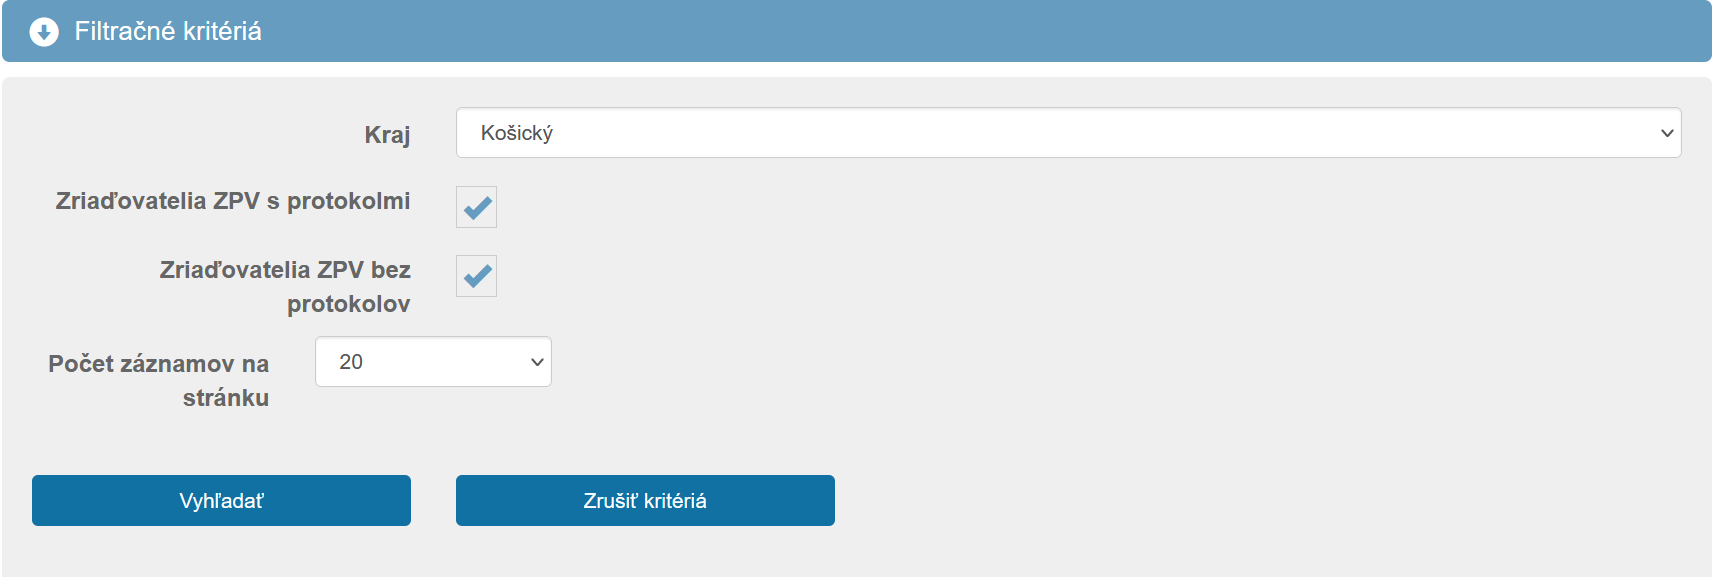 Filtračné kritériá
Kraj
Košický
Zriaďovatelia ZPV s protokolmi
Zriaďovatelia ZPV bez
protokolov
Počet záznamov na
stránku
20
Vyhľadať
Zrušiť kritériá